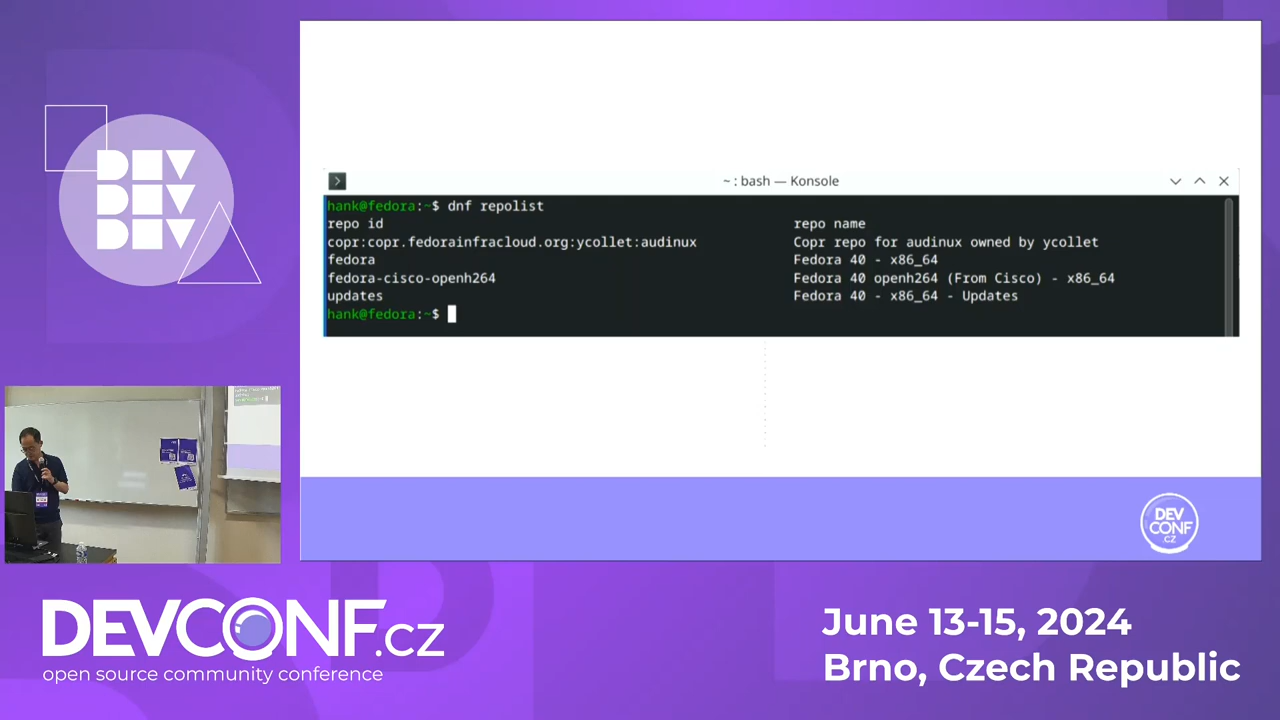 DEV
DEV
DEV
~ : bash — Konsole
hank@fedora:~$ dnf repolist
repo id repo name
copr:copr.fedorainfracloud.org:ycollet:audinux Copr repo for audinux owned by ycollet
fedora Fedora 40 - x86_64
fedora-cisco-openh264 Fedora 40 openh264 (From Cisco) - x86_64
updates Fedora 40 - x86_64 - Updates
hank@fedora:~$
DEV
CONF
.CZ
DEVCONF.cz
open source community conference
June 13-15, 2024
Brno, Czech Republic